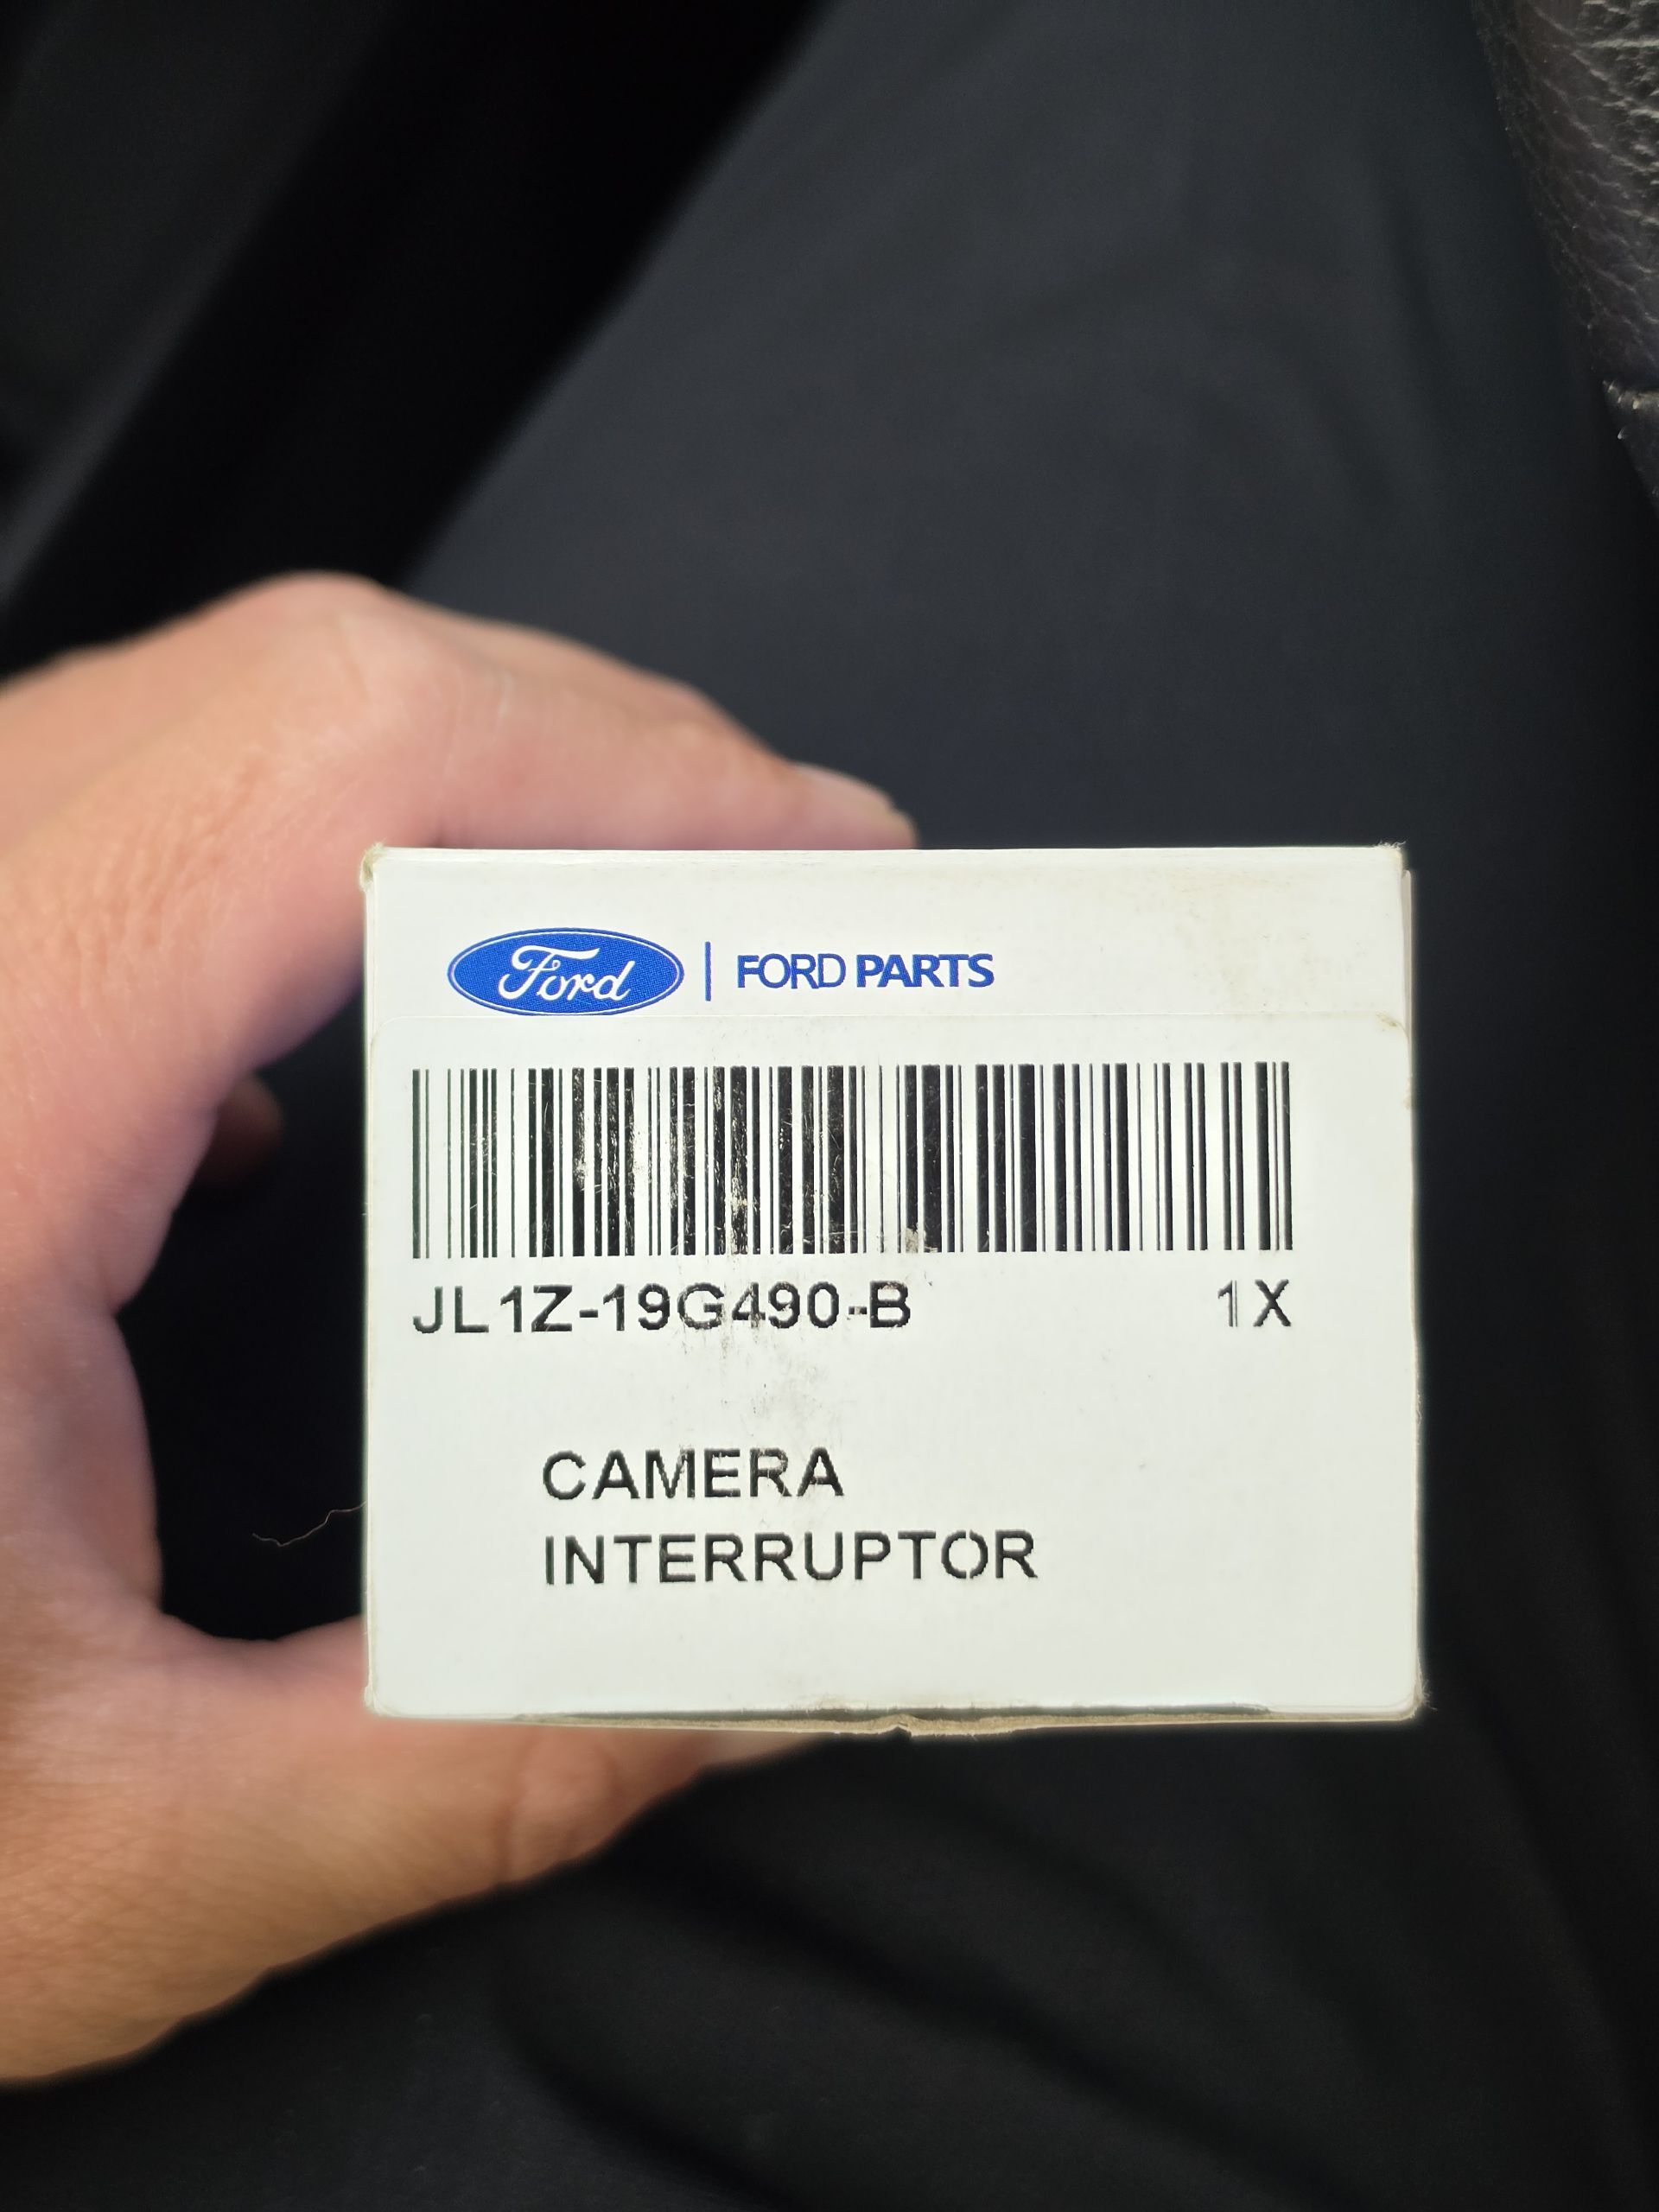 Ford | FORD PARTS
JL1Z-19G490-B 1X
CAMERA
INTERRUPTOR